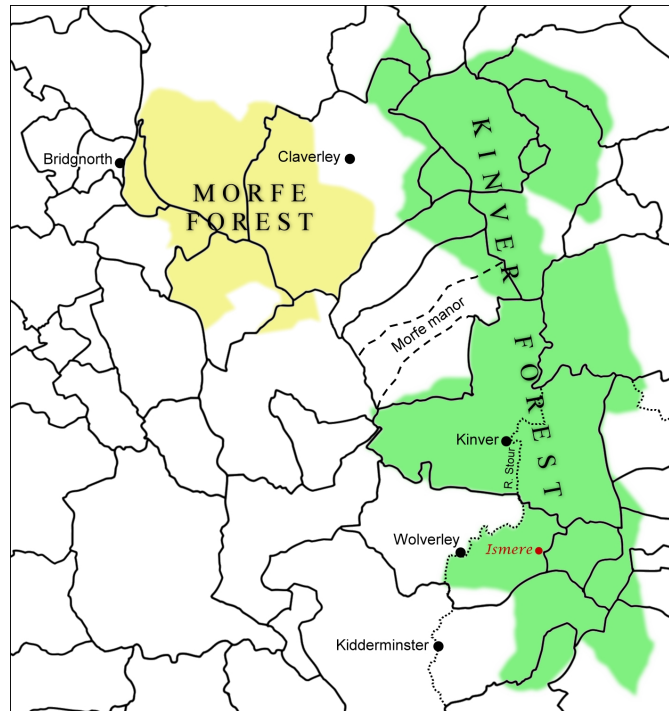 KINVER FOREST
Bridgnorth
Claverley
MORFE
FOREST
Morfe manor
Kinver
R. Stour
Wolverley
Ismere
Kidderminster